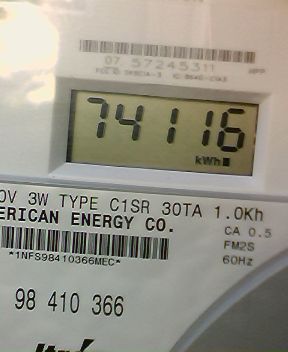 07 57245311
74116
kWh
0V 3W TYPE C1SR 30TA 1.0Kh
ERICAN ENERGY CO.
CA 0.5
FM2S
*1NFS98410366MEC*
60Hz
98 410 366